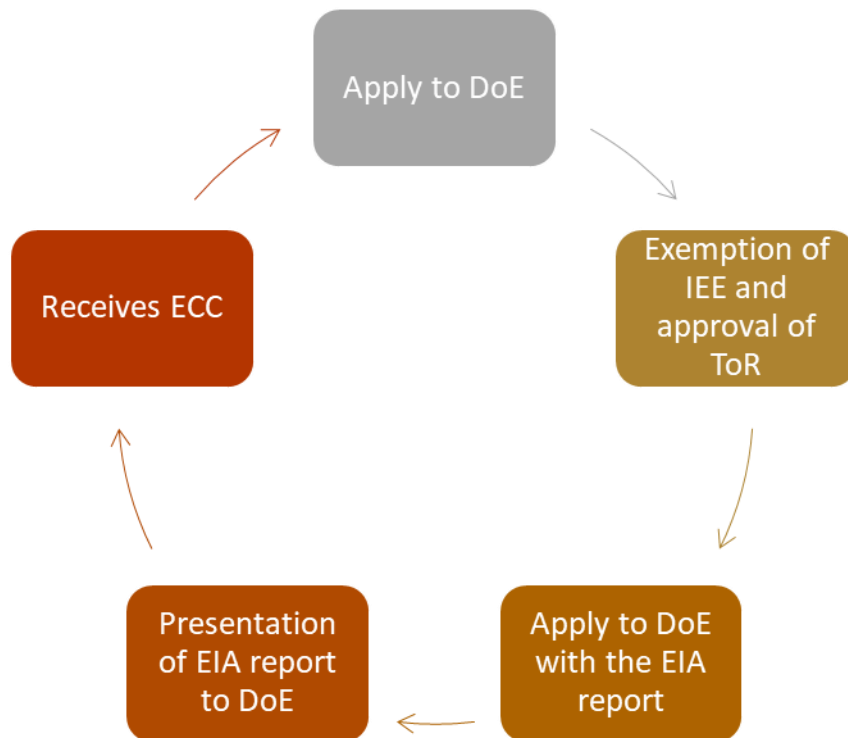 Apply to DoE
Exemption of
IEE and
approval of
ToR
Apply to DoE
with the EIA
report
Presentation
of EIA report
to DoE
Receives ECC